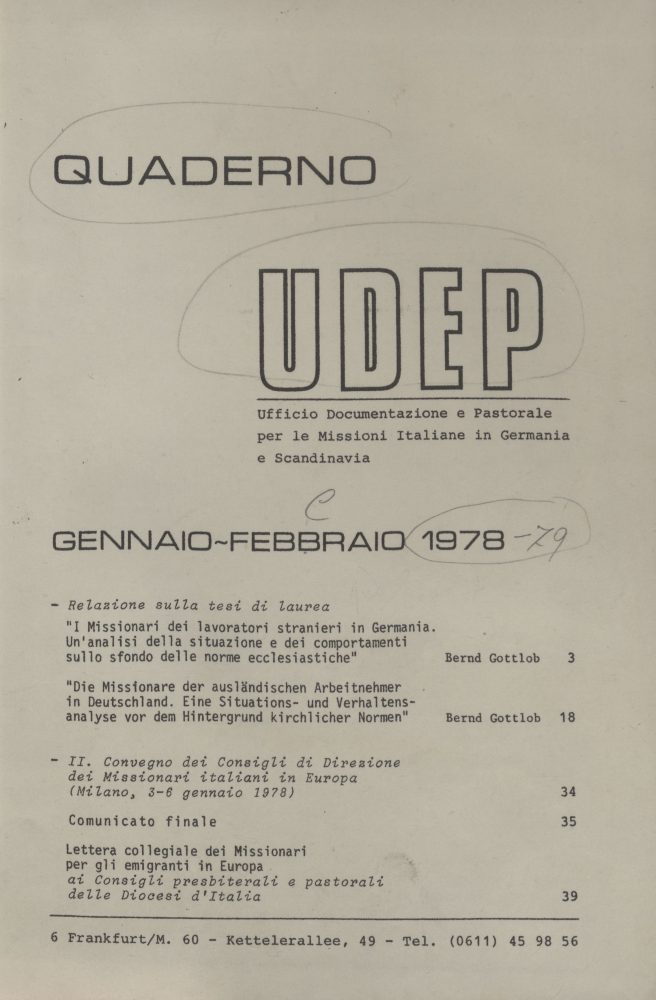 QUADERNO
UDEP
Ufficio Documentazione e Pastorale
per le Missioni Italiane in Germania
e Scandinavia
C
GENNAIO~FEBBRAIO 1978 -79
- Relazione sulla tesi di laurea
"I Missionari dei lavoratori stranieri in Germania.
Un'analisi della situazione e dei comportamenti
sullo sfondo delle norme ecclesiastiche" Bernd Gottlob 3
"Die Missionare der ausländischen Arbeitnehmer
in Deutschland. Eine Situations- und Verhaltens-
analyse vor dem Hintergrund kirchlicher Normen" Bernd Gottlob 18
- II. Convegno dei Consigli di Direzione
dei Missionari italiani in Europa
(Milano, 3-6 gennaio 1978) 34
Comunicato finale 35
Lettera collegiale dei Missionari
per gli emigranti in Europa
ai Consigli presbiterali e pastorali
delle Diocesi d'Italia 39
6 Frankfurt/M. 60 - Kettelerallee, 49 - Tel. (0611) 45 98 56